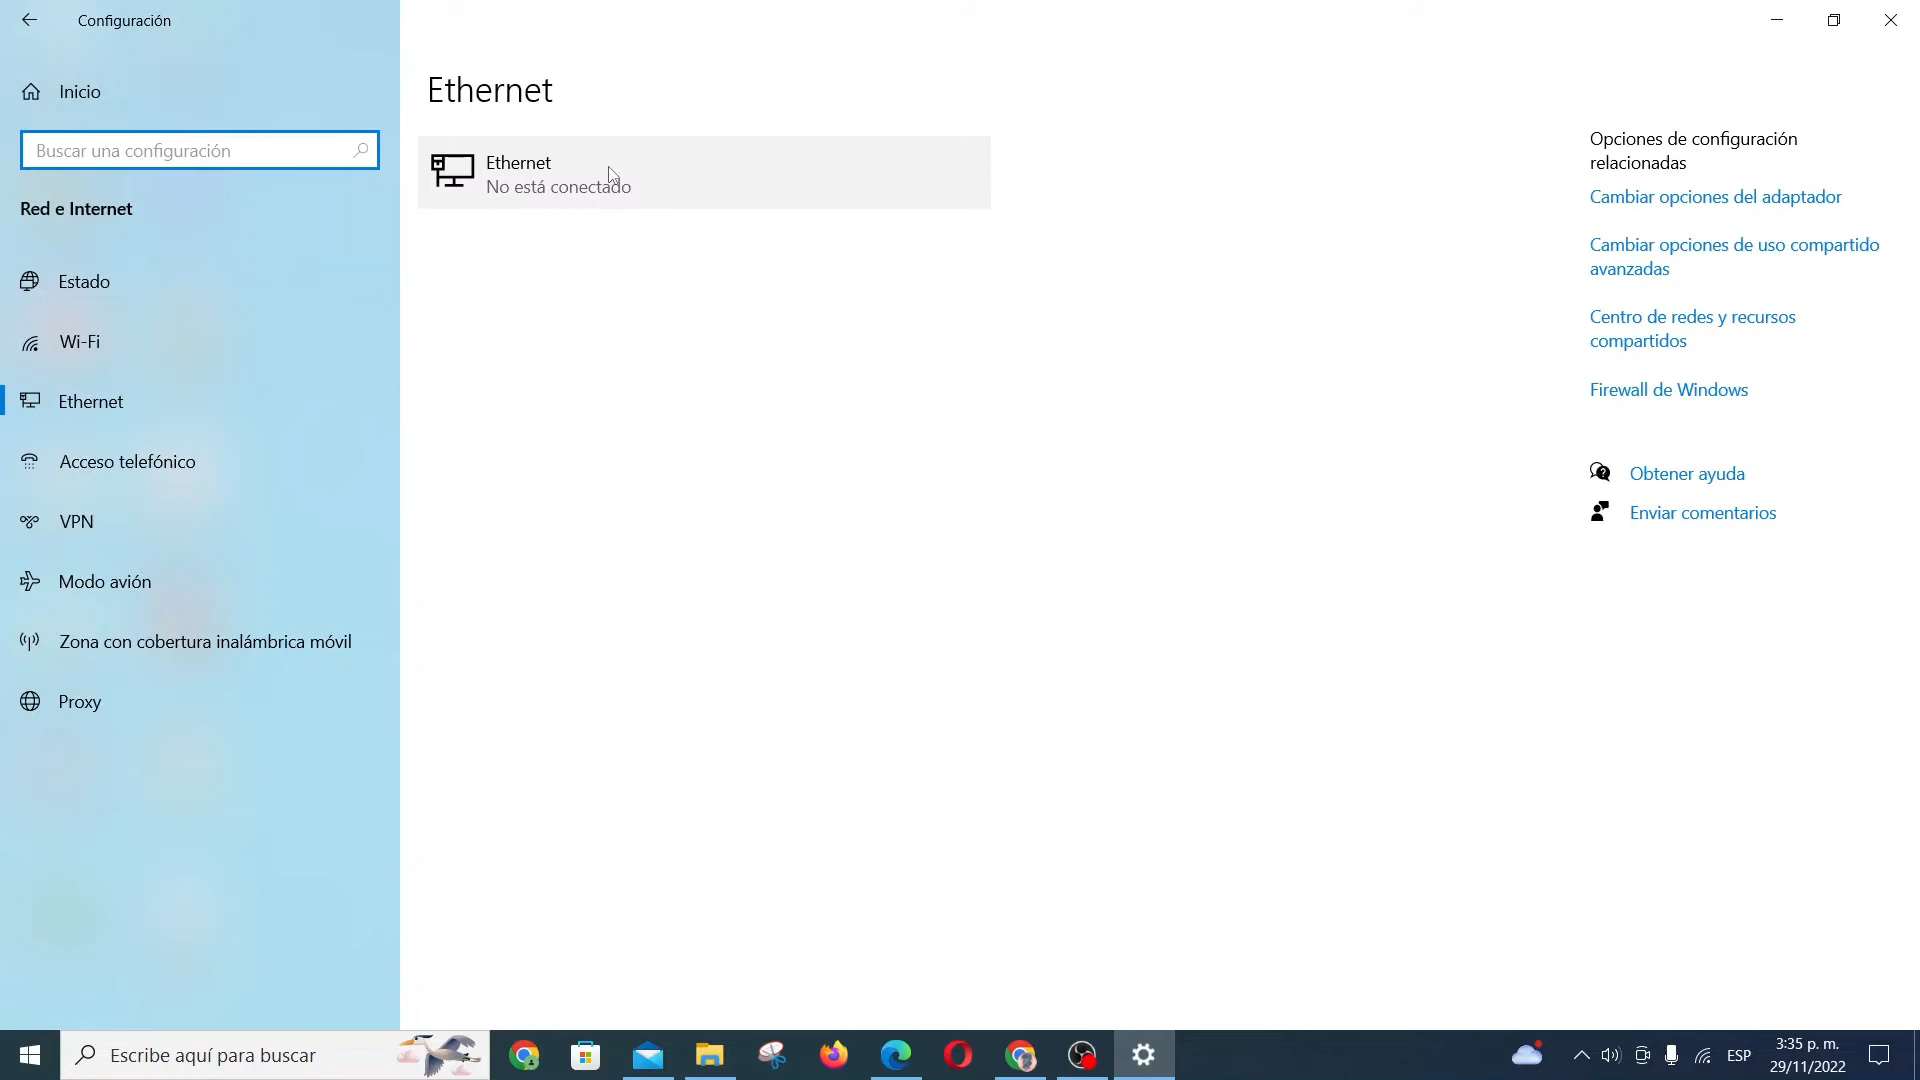 Configuración
Inicio
Buscar una configuración
Red e Internet
Estado
Wi-Fi
Ethernet
Acceso telefónico
VPN
Modo avión
Zona con cobertura inalámbrica móvil
Proxy
Ethernet
Ethernet
No está conectado
Opciones de configuración
relacionadas
Cambiar opciones del adaptador
Cambiar opciones de uso compartido
avanzadas
Centro de redes y recursos
compartidos
Firewall de Windows
Obtener ayuda
Enviar comentarios
Escribe aquí para buscar
ESP
3:35 p. m.
29/11/2022